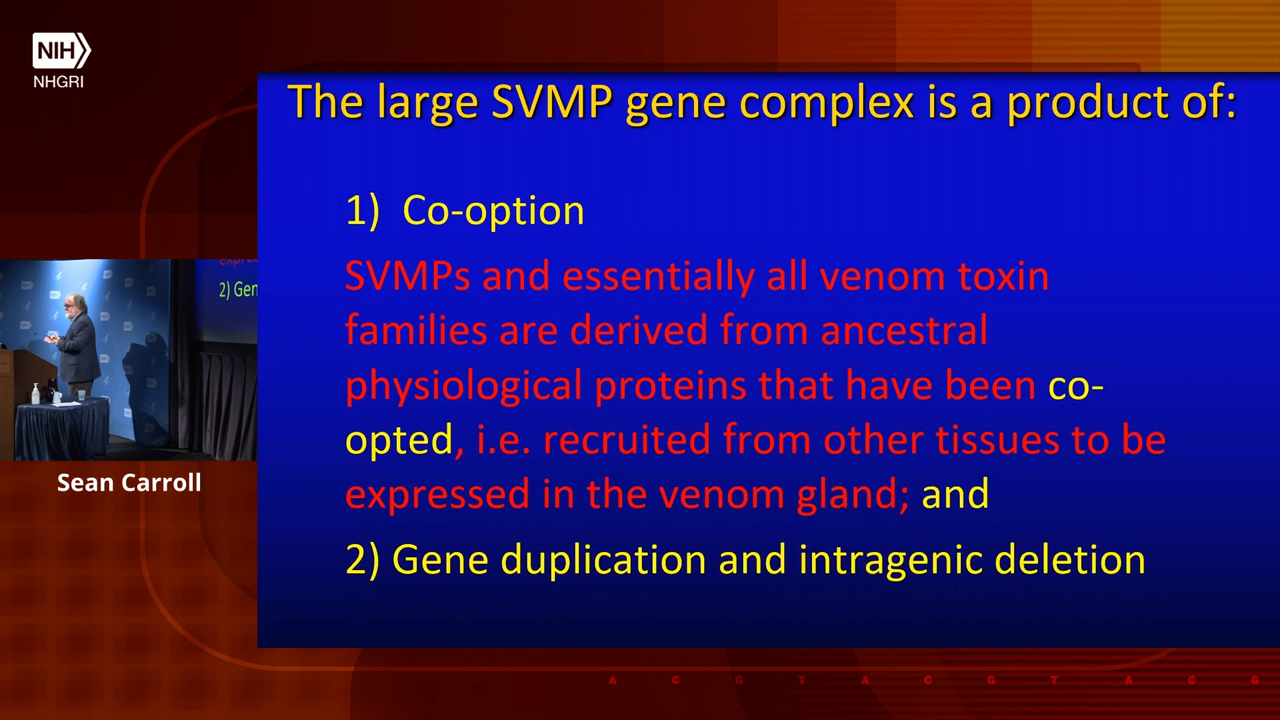 NIH
NHGRI
The large SVMP gene complex is a product of:
1) Co-option
SVMPs and essentially all venom toxin
families are derived from ancestral
physiological proteins that have been co-
opted, i.e. recruited from other tissues to be
expressed in the venom gland; and
2) Gene duplication and intragenic deletion
2) Gen
Sean Carroll
A C G T A C G T A C G